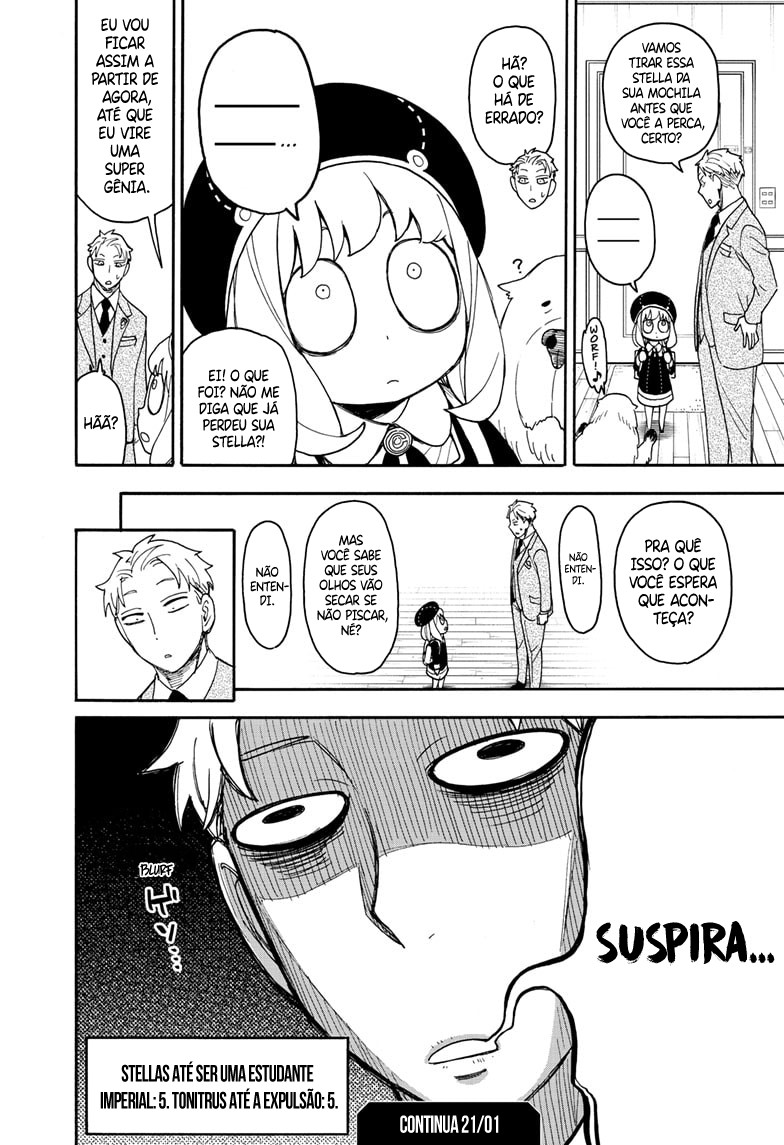 VAMOS
TIRAR ESSA
STELLA DA
SUA MOCHILA
ANTES QUE
VOCÊ A PERCA,
CERTO?
WORF!
HÃ?
O QUE
HÁ DE
ERRADO?
...
?
EI! O QUE
FOI? NÃO ME
DIGA QUE JÁ
PERDEU SUA
STELLA?!
EU VOU
FICAR
ASSIM A
PARTIR DE
AGORA,
ATÉ QUE
EU VIRE
UMA
SUPER
GÊNIA.
HÃÃ?
PRA QUÊ
ISSO? O QUE
VOCÊ ESPERA
QUE ACON-
TEÇA?
NÃO
ENTEN-
DI.
MAS
VOCÊ SABE
QUE SEUS
OLHOS VÃO
SECAR SE
NÃO PISCAR,
NÉ?
NÃO
ENTEN-
DI.
SUSPIRA...
BLURF
STELLAS ATÉ SER UMA ESTUDANTE
IMPERIAL: 5. TONITRUS ATÉ A EXPULSÃO: 5.
CONTINUA 21/01